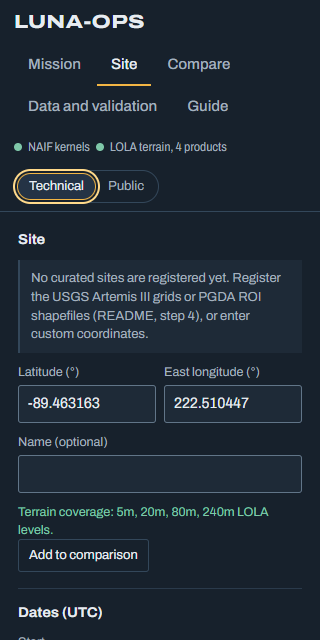 LUNA-OPS
Mission Site Compare
Data and validation Guide
NAIF kernels LOLA terrain, 4 products
Technical Public
Site
No curated sites are registered yet. Register
the USGS Artemis III grids or PGDA ROI
shapefiles (README, step 4), or enter
custom coordinates.
Latitude (°) East longitude (°)
-89.463163 222.510447
Name (optional)
Terrain coverage: 5m, 20m, 80m, 240m LOLA
levels.
Add to comparison
Dates (UTC)
Start